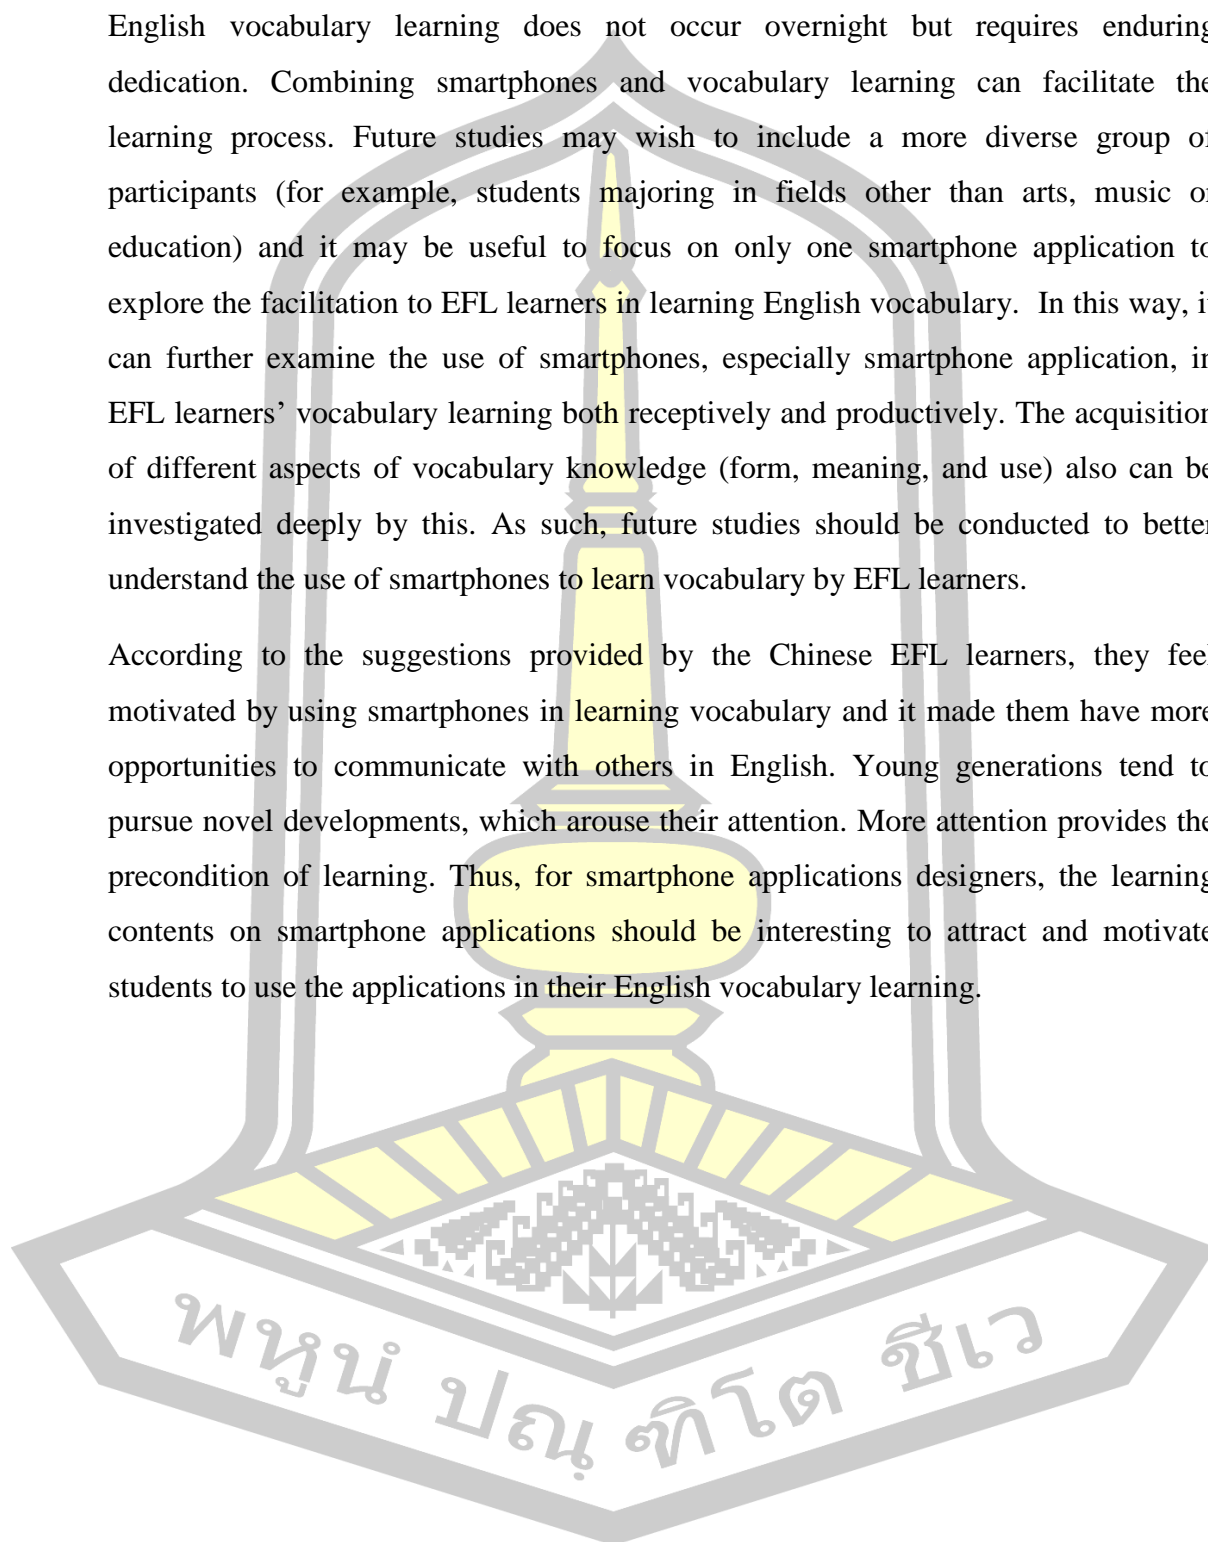 English vocabulary learning does not occur overnight but requires enduring
dedication. Combining smartphones and vocabulary learning can facilitate the
learning process. Future studies may wish to include a more diverse group of
participants (for example, students majoring in fields other than arts, music or
education) and it may be useful to focus on only one smartphone application to
explore the facilitation to EFL learners in learning English vocabulary. In this way, it
can further examine the use of smartphones, especially smartphone application, in
EFL learners’ vocabulary learning both receptively and productively. The acquisition
of different aspects of vocabulary knowledge (form, meaning, and use) also can be
investigated deeply by this. As such, future studies should be conducted to better
understand the use of smartphones to learn vocabulary by EFL learners.
According to the suggestions provided by the Chinese EFL learners, they feel
motivated by using smartphones in learning vocabulary and it made them have more
opportunities to communicate with others in English. Young generations tend to
pursue novel developments, which arouse their attention. More attention provides the
precondition of learning. Thus, for smartphone applications designers, the learning
contents on smartphone applications should be interesting to attract and motivate
students to use the applications in their English vocabulary learning.
พหูนํ ปณฺ ฑิโต ชีเว